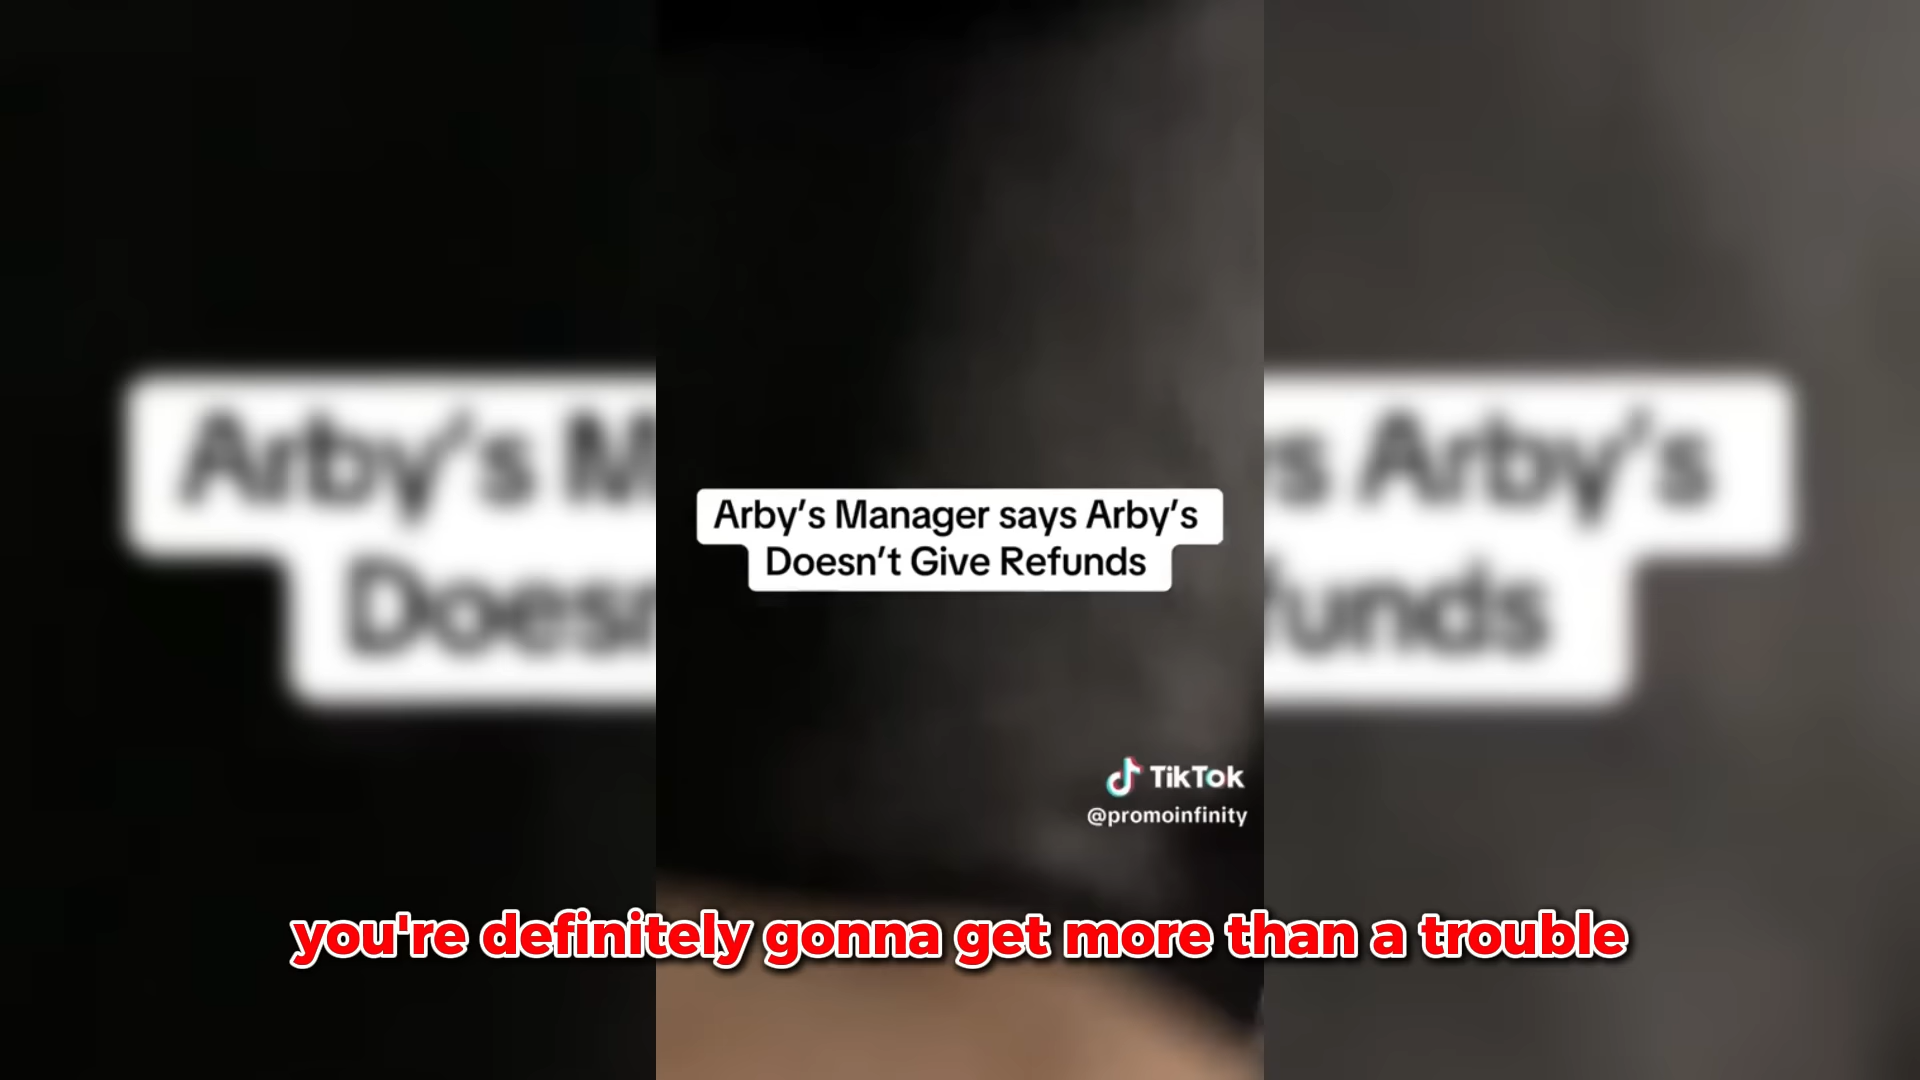 Arby's Manager says Arby's
Doesn't Give Refunds
TikTok
@promoinfinity
you're definitely gonna get more than a trouble